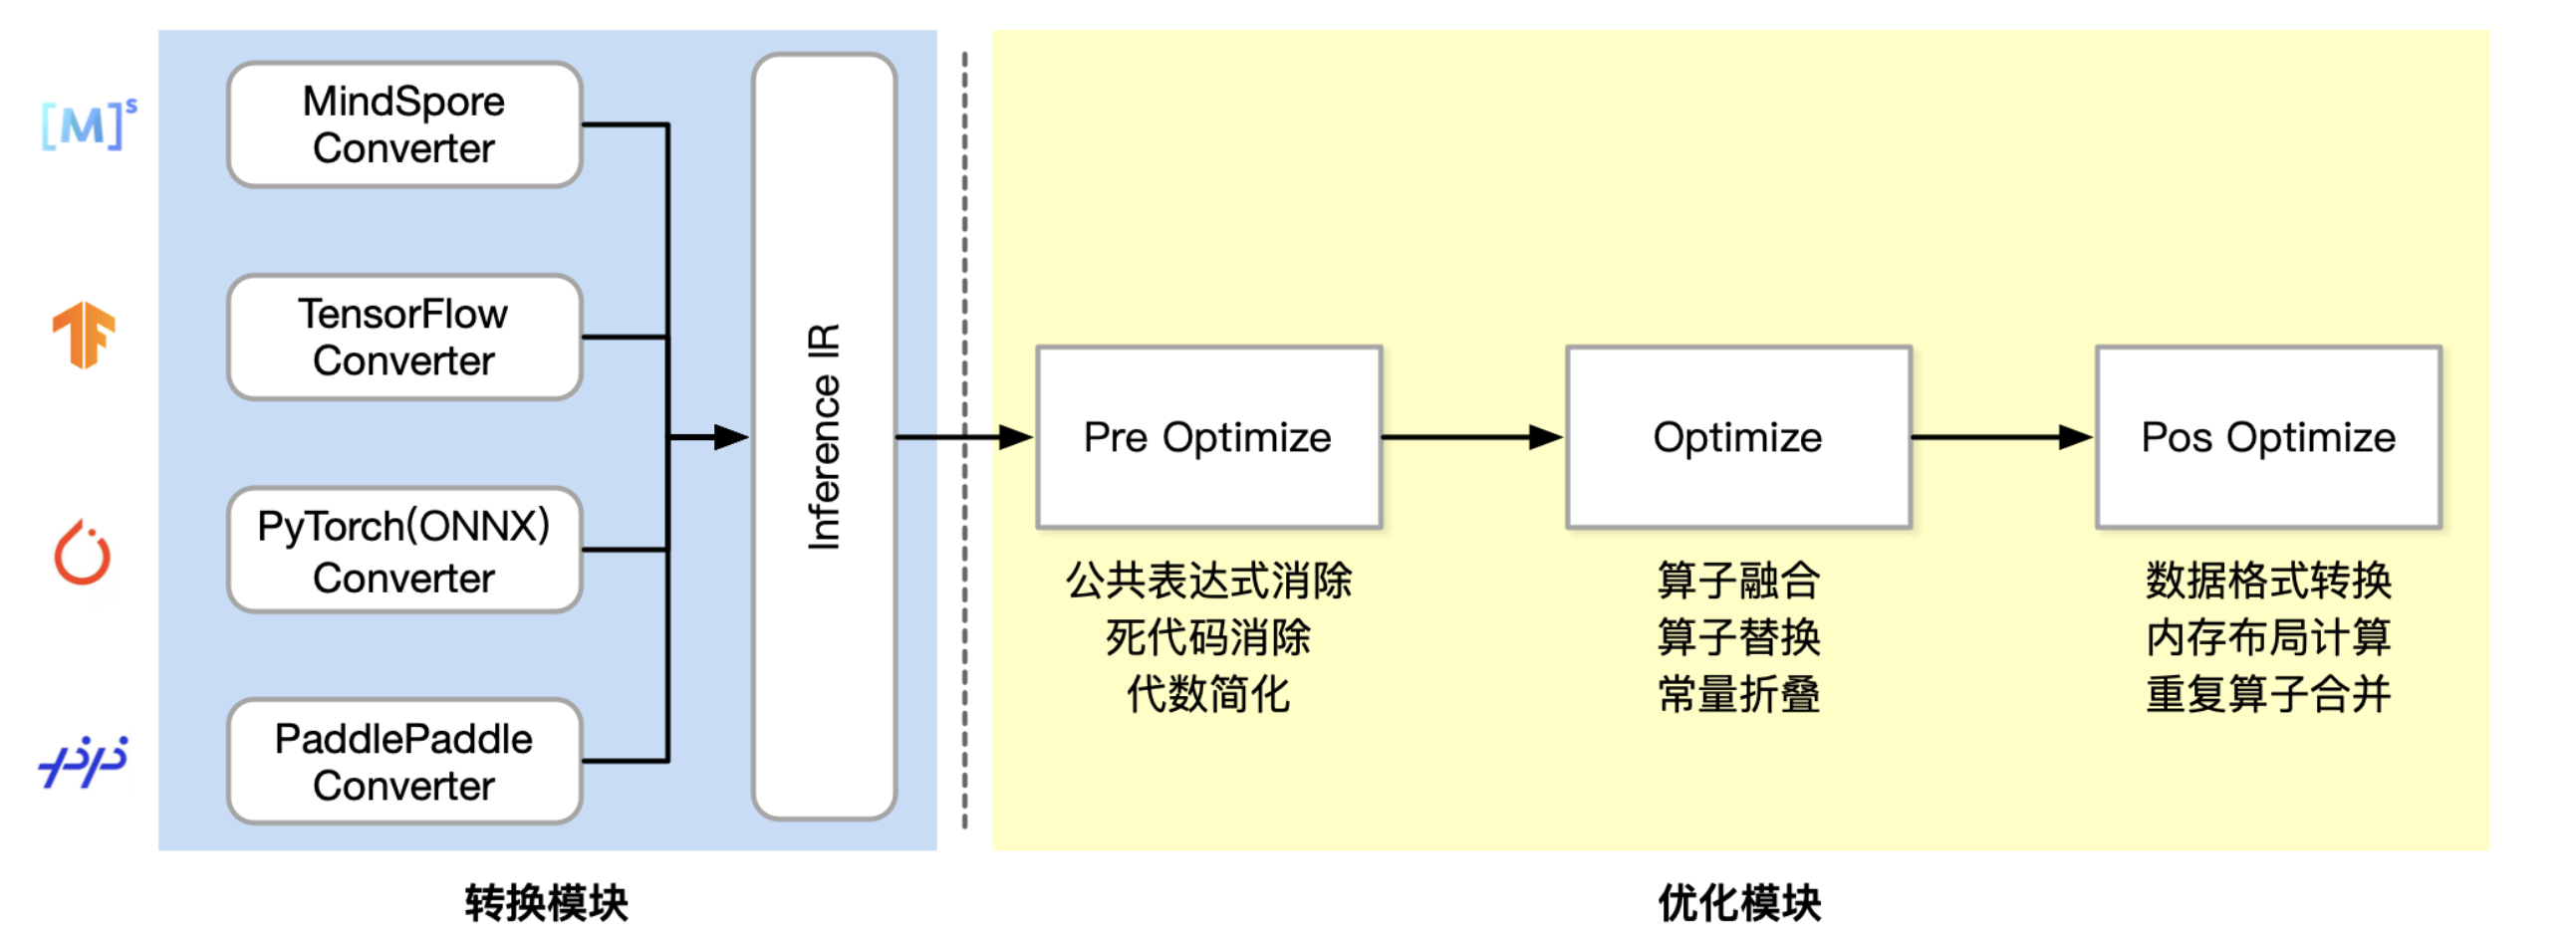 [M]s
MindSpore
Converter
TensorFlow
Converter
PyTorch(ONNX)
Converter
PaddlePaddle
Converter
Inference IR
转换模块
Pre Optimize
公共表达式消除
死代码消除
代数简化
Optimize
算子融合
算子替换
常量折叠
Pos Optimize
数据格式转换
内存布局计算
重复算子合并
优化模块